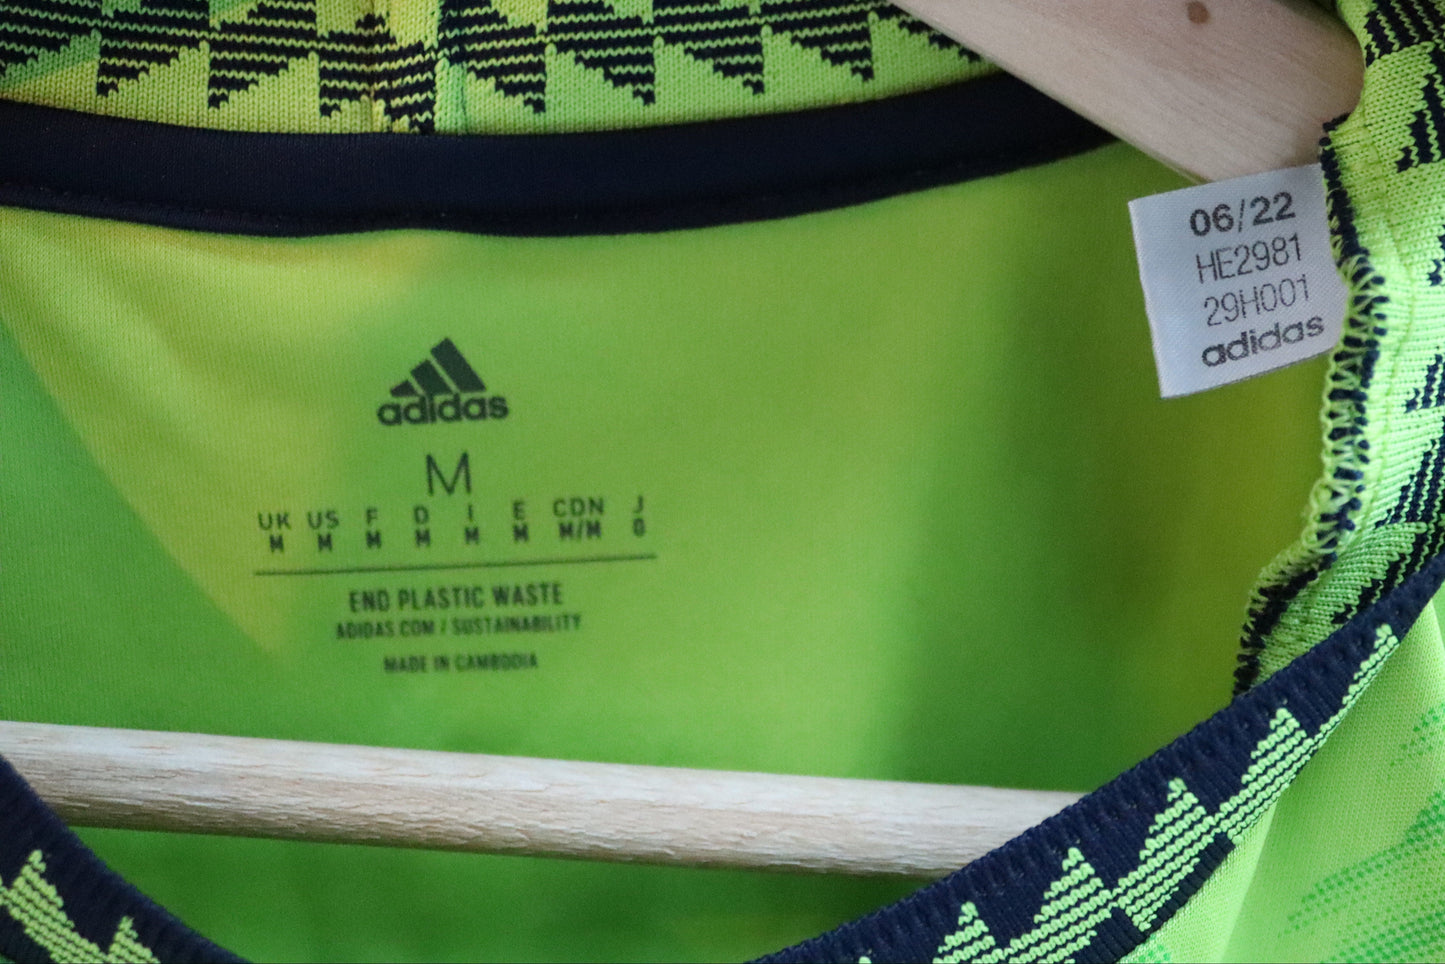 adidas
M
UK US F D I E CDN J
M M M M M M M/M O
END PLASTIC WASTE
ADIDAS.COM / SUSTAINABILITY
MADE IN CAMBODIA
06/22
HE2981
29H001
adidas